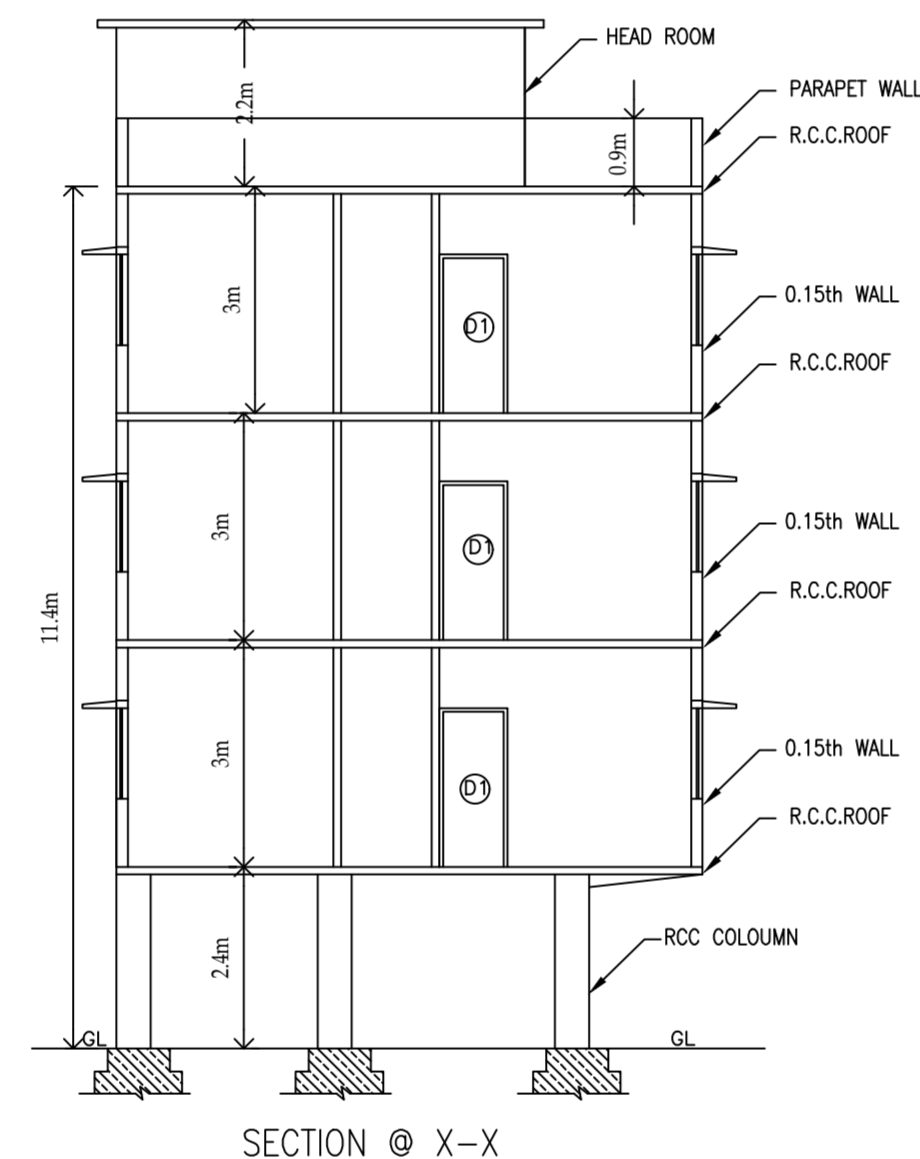 HEAD ROOM
2.2m
PARAPET WALL
0.9m
R.C.C.ROOF
3m
D1
0.15th WALL
R.C.C.ROOF
11.4m
3m
D1
0.15th WALL
R.C.C.ROOF
3m
D1
0.15th WALL
R.C.C.ROOF
2.4m
RCC COLOUMN
GL
GL
SECTION @ X-X